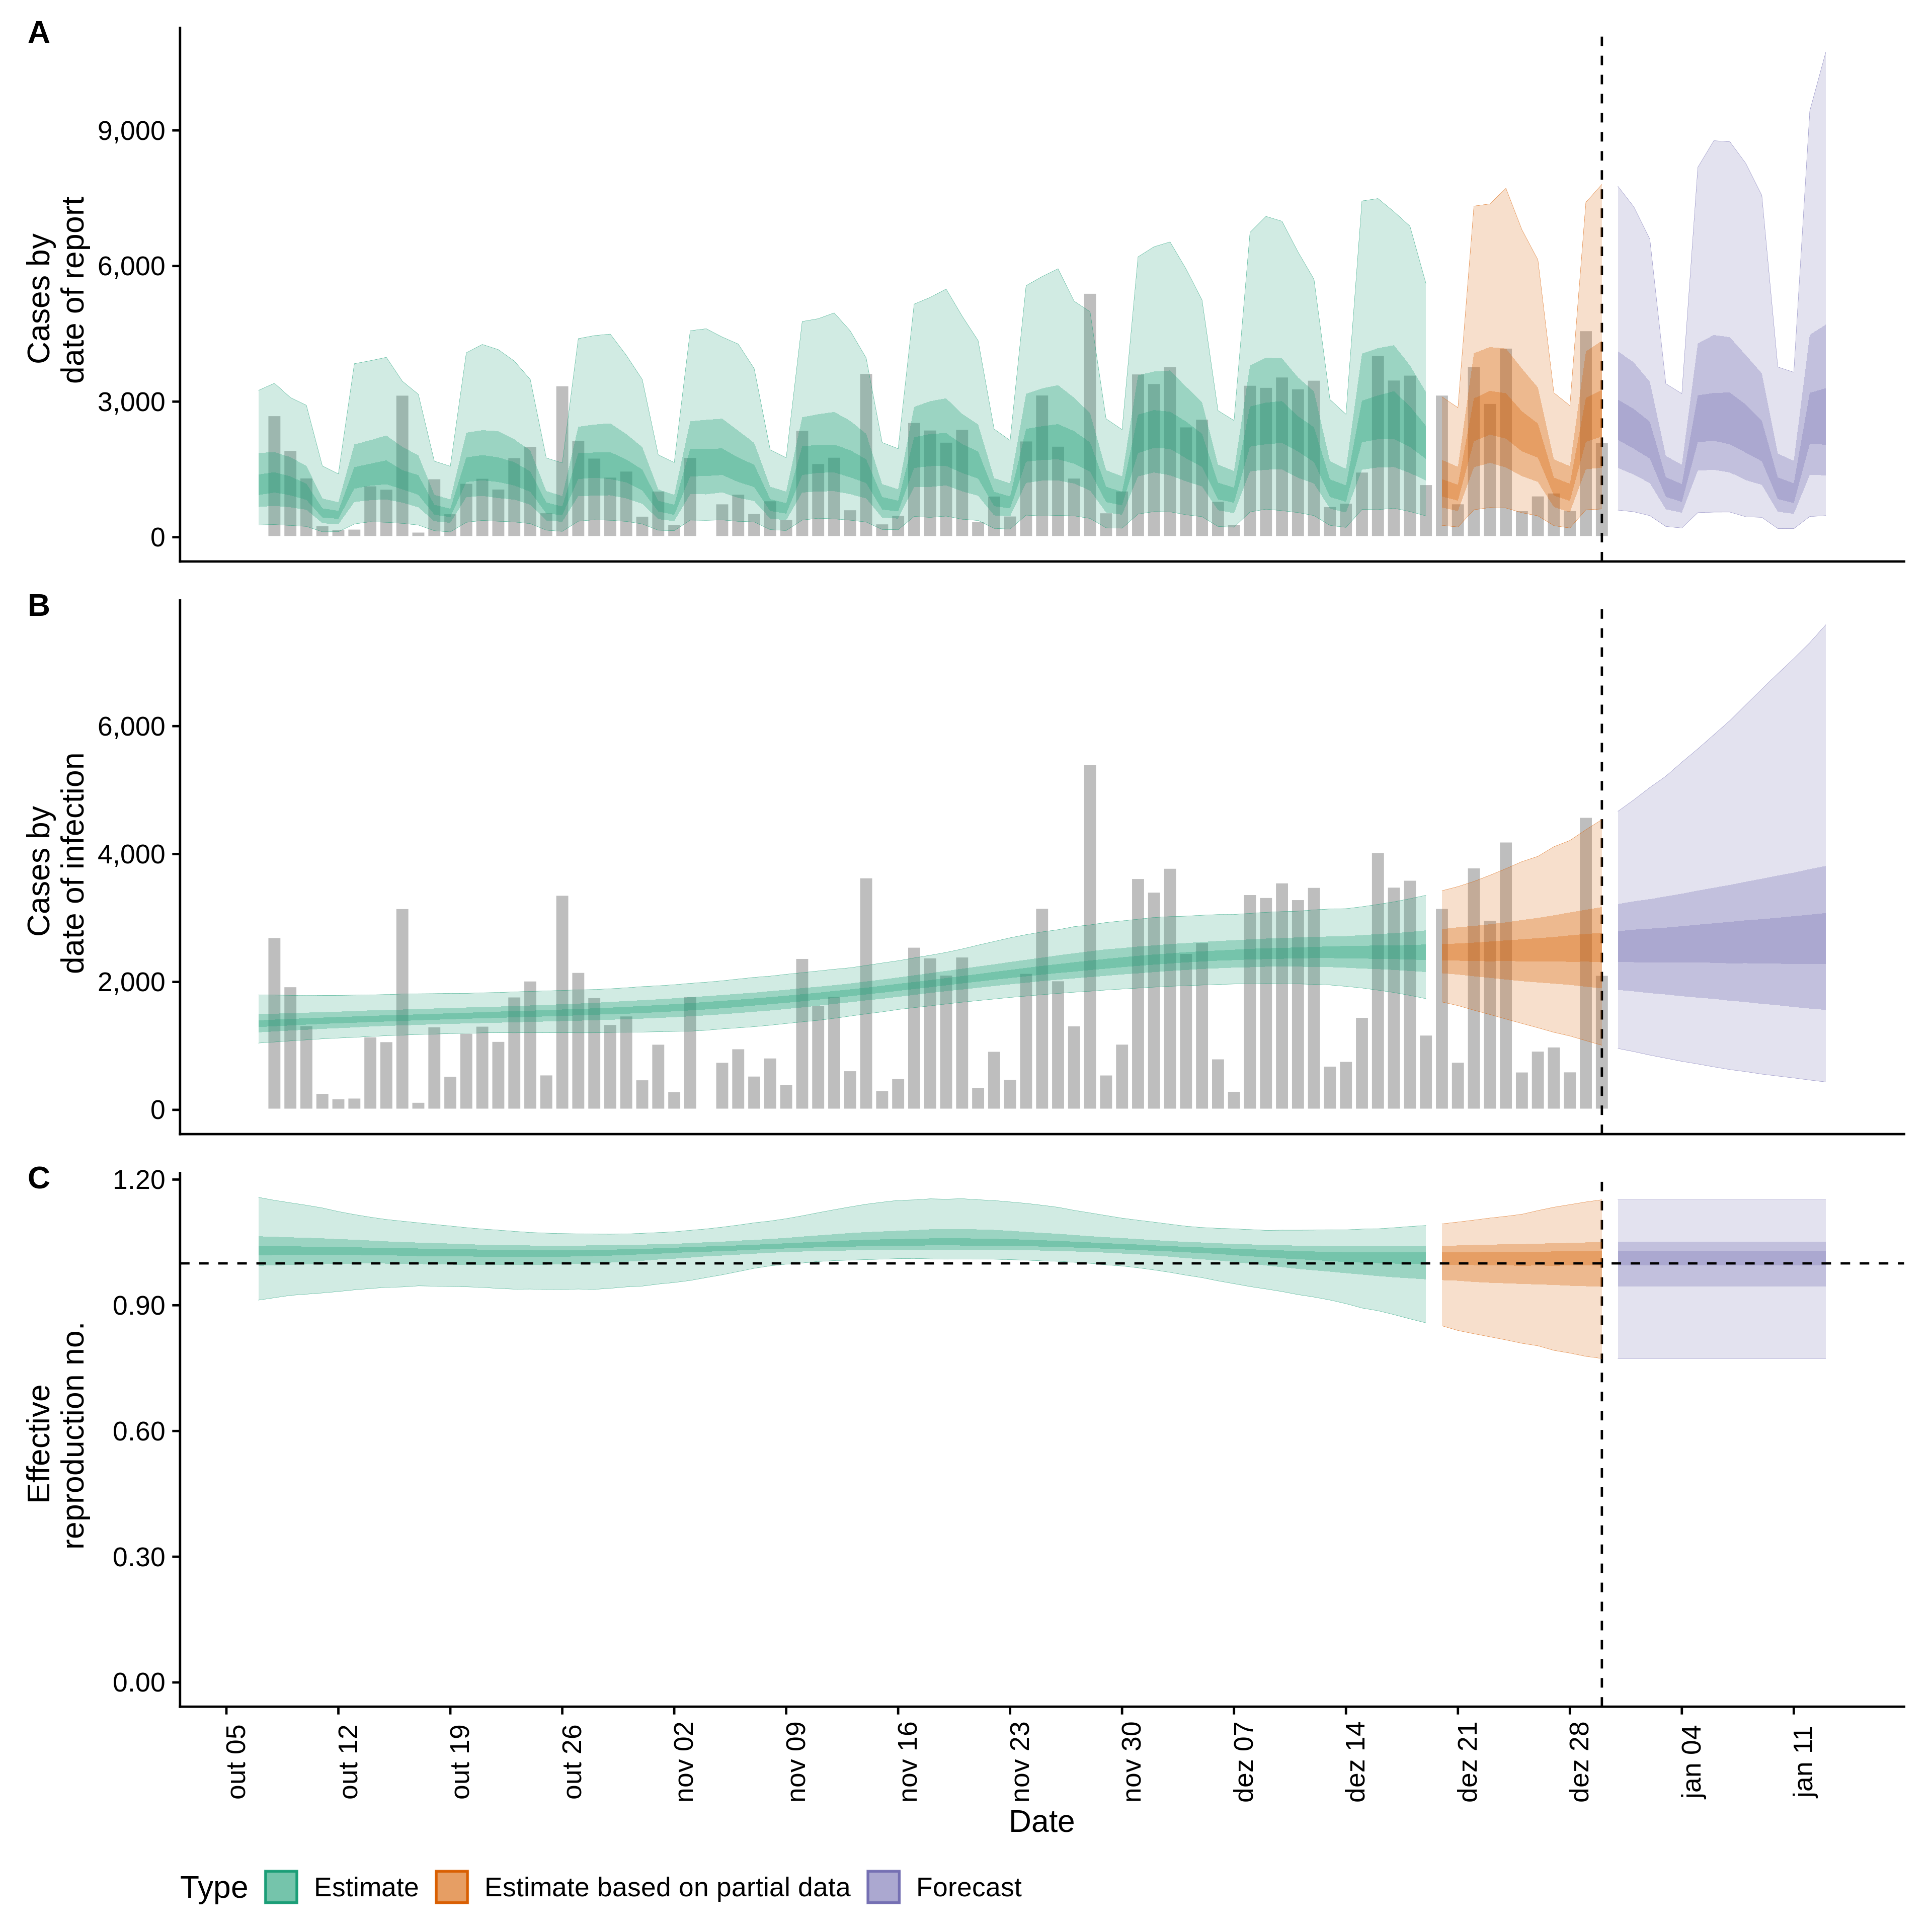 A
Cases by
date of report
9,000
6,000
3,000
0
B
Cases by
date of infection
6,000
4,000
2,000
0
C
Effective
reproduction no.
1.20
0.90
0.60
0.30
0.00
out 05
out 12
out 19
out 26
nov 02
nov 09
nov 16
nov 23
nov 30
dez 07
dez 14
dez 21
dez 28
jan 04
jan 11
Date
Type Estimate Estimate based on partial data Forecast